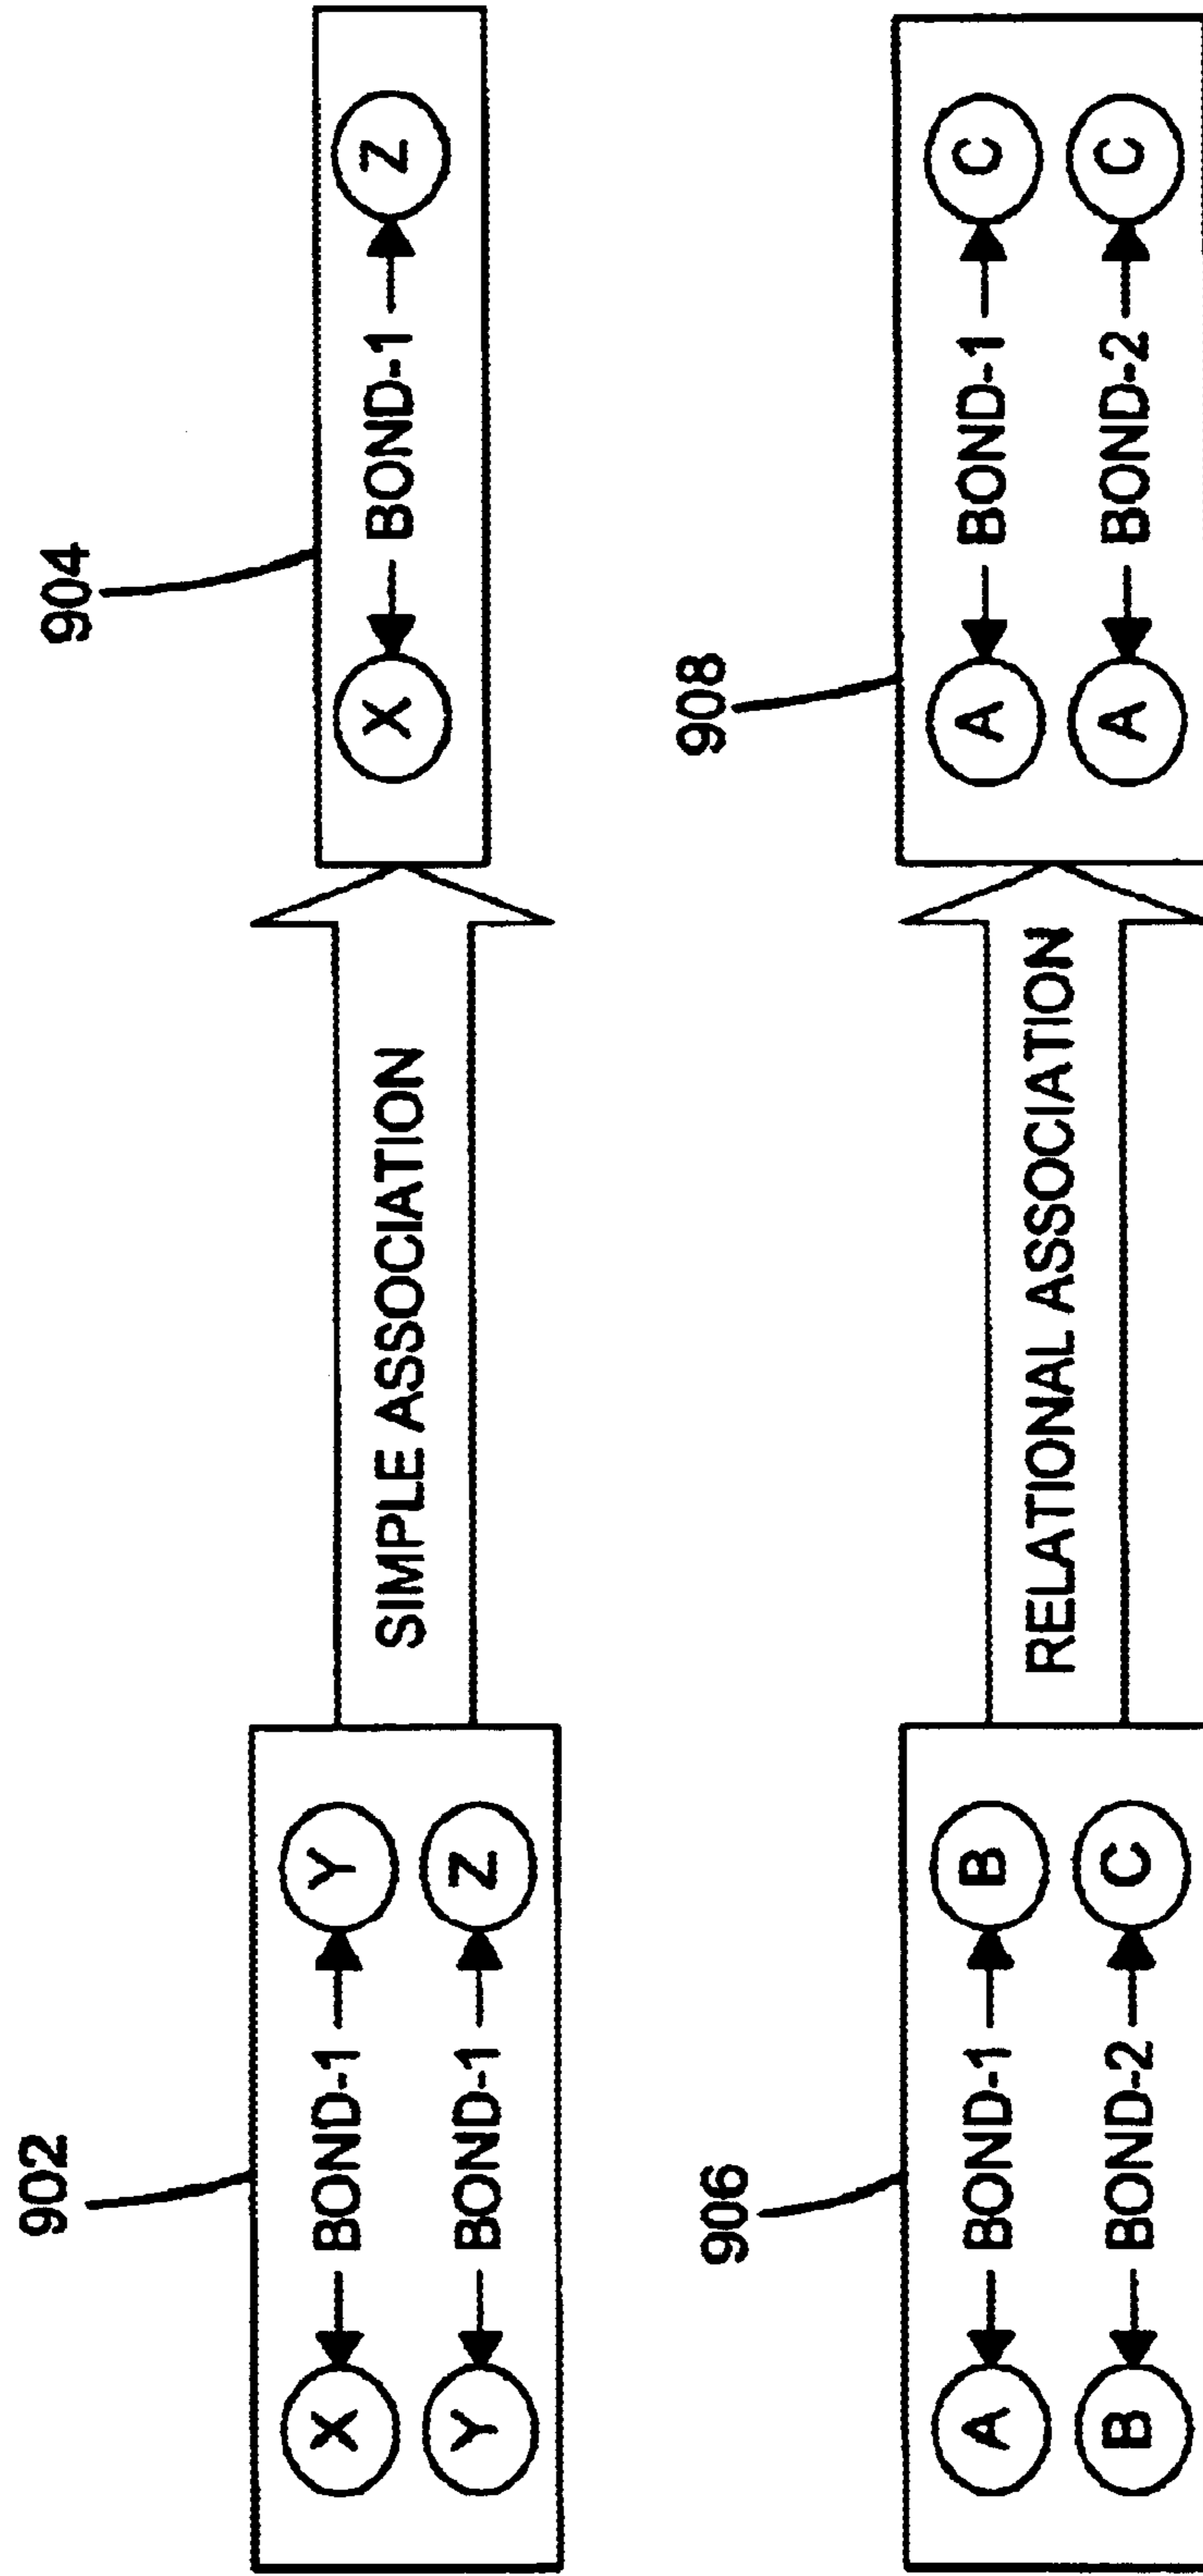 902
904
X BOND-1 Y
Y BOND-1 Z
SIMPLE ASSOCIATION
X BOND-1 Z
906
908
A BOND-1 B
B BOND-2 C
RELATIONAL ASSOCIATION
A BOND-1 C
A BOND-2 C